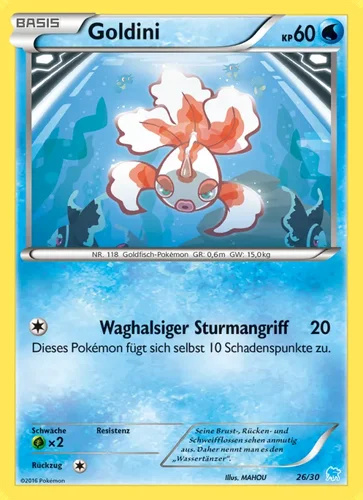 BASIS
Goldini
KP60
NR. 118 Goldfisch-Pokémon GR: 0,6m GW: 15,0kg
Waghalsiger Sturmangriff 20
Dieses Pokémon fügt sich selbst 10 Schadenspunkte zu.
Schwäche Resistenz
×2
Rückzug
Seine Brust-, Rücken- und
Schweifflossen sehen anmutig
aus. Daher nennt man es den
„Wassertänzer“.
©2016 Pokémon
Illus. MAHOU
26/30